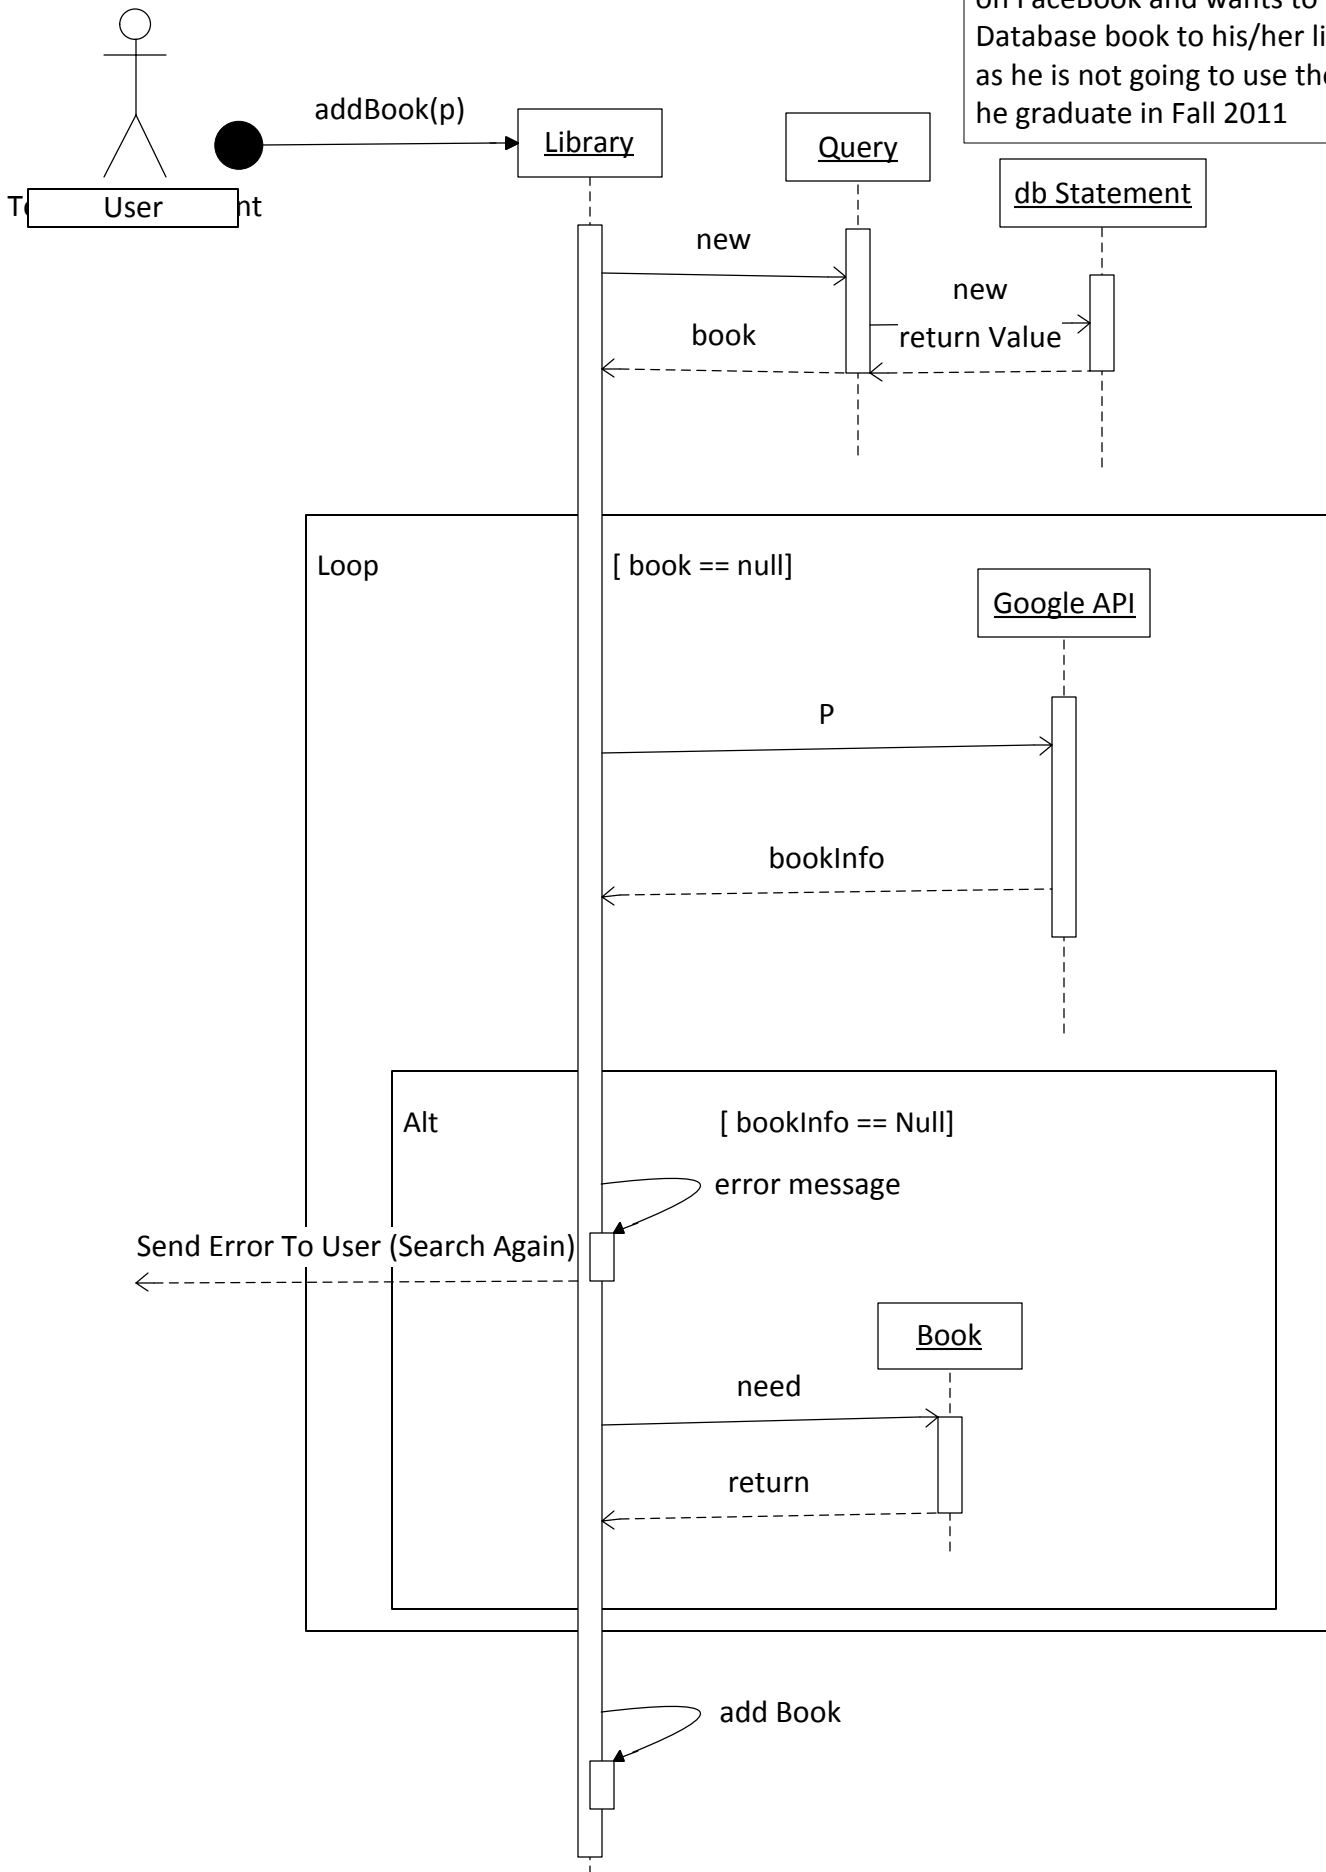 on FaceBook and wants to
Database book to his/her li
as he is not going to use the
he graduate in Fall 2011
addBook(p)
Library
Query
db Statement
User
nt
new
new
book
return Value
Loop
[ book == null]
Google API
P
bookInfo
Alt
[ bookInfo == Null]
error message
Send Error To User (Search Again)
Book
need
return
add Book